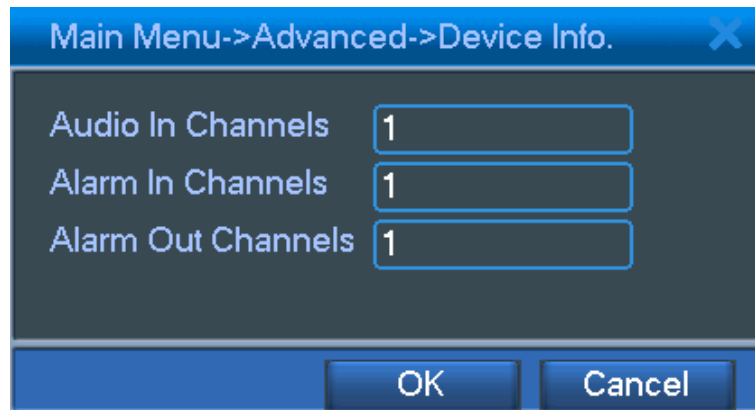 Main Menu->Advanced->Device Info.
Audio In Channels 1
Alarm In Channels 1
Alarm Out Channels 1
OK Cancel